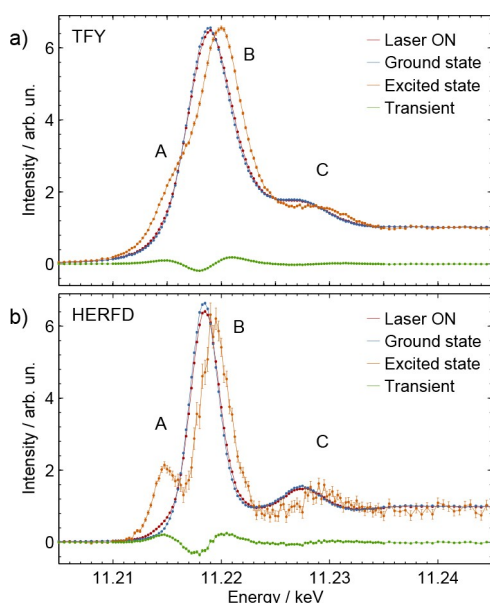 a) TFY
B
A
C
Laser ON
Ground state
Excited state
Transient
Intensity / arb. un.
6
4
2
0
b) HERFD
B
A
C
Laser ON
Ground state
Excited state
Transient
Intensity / arb. un.
6
4
2
0
11.21 11.22 11.23 11.24
Energy / keV